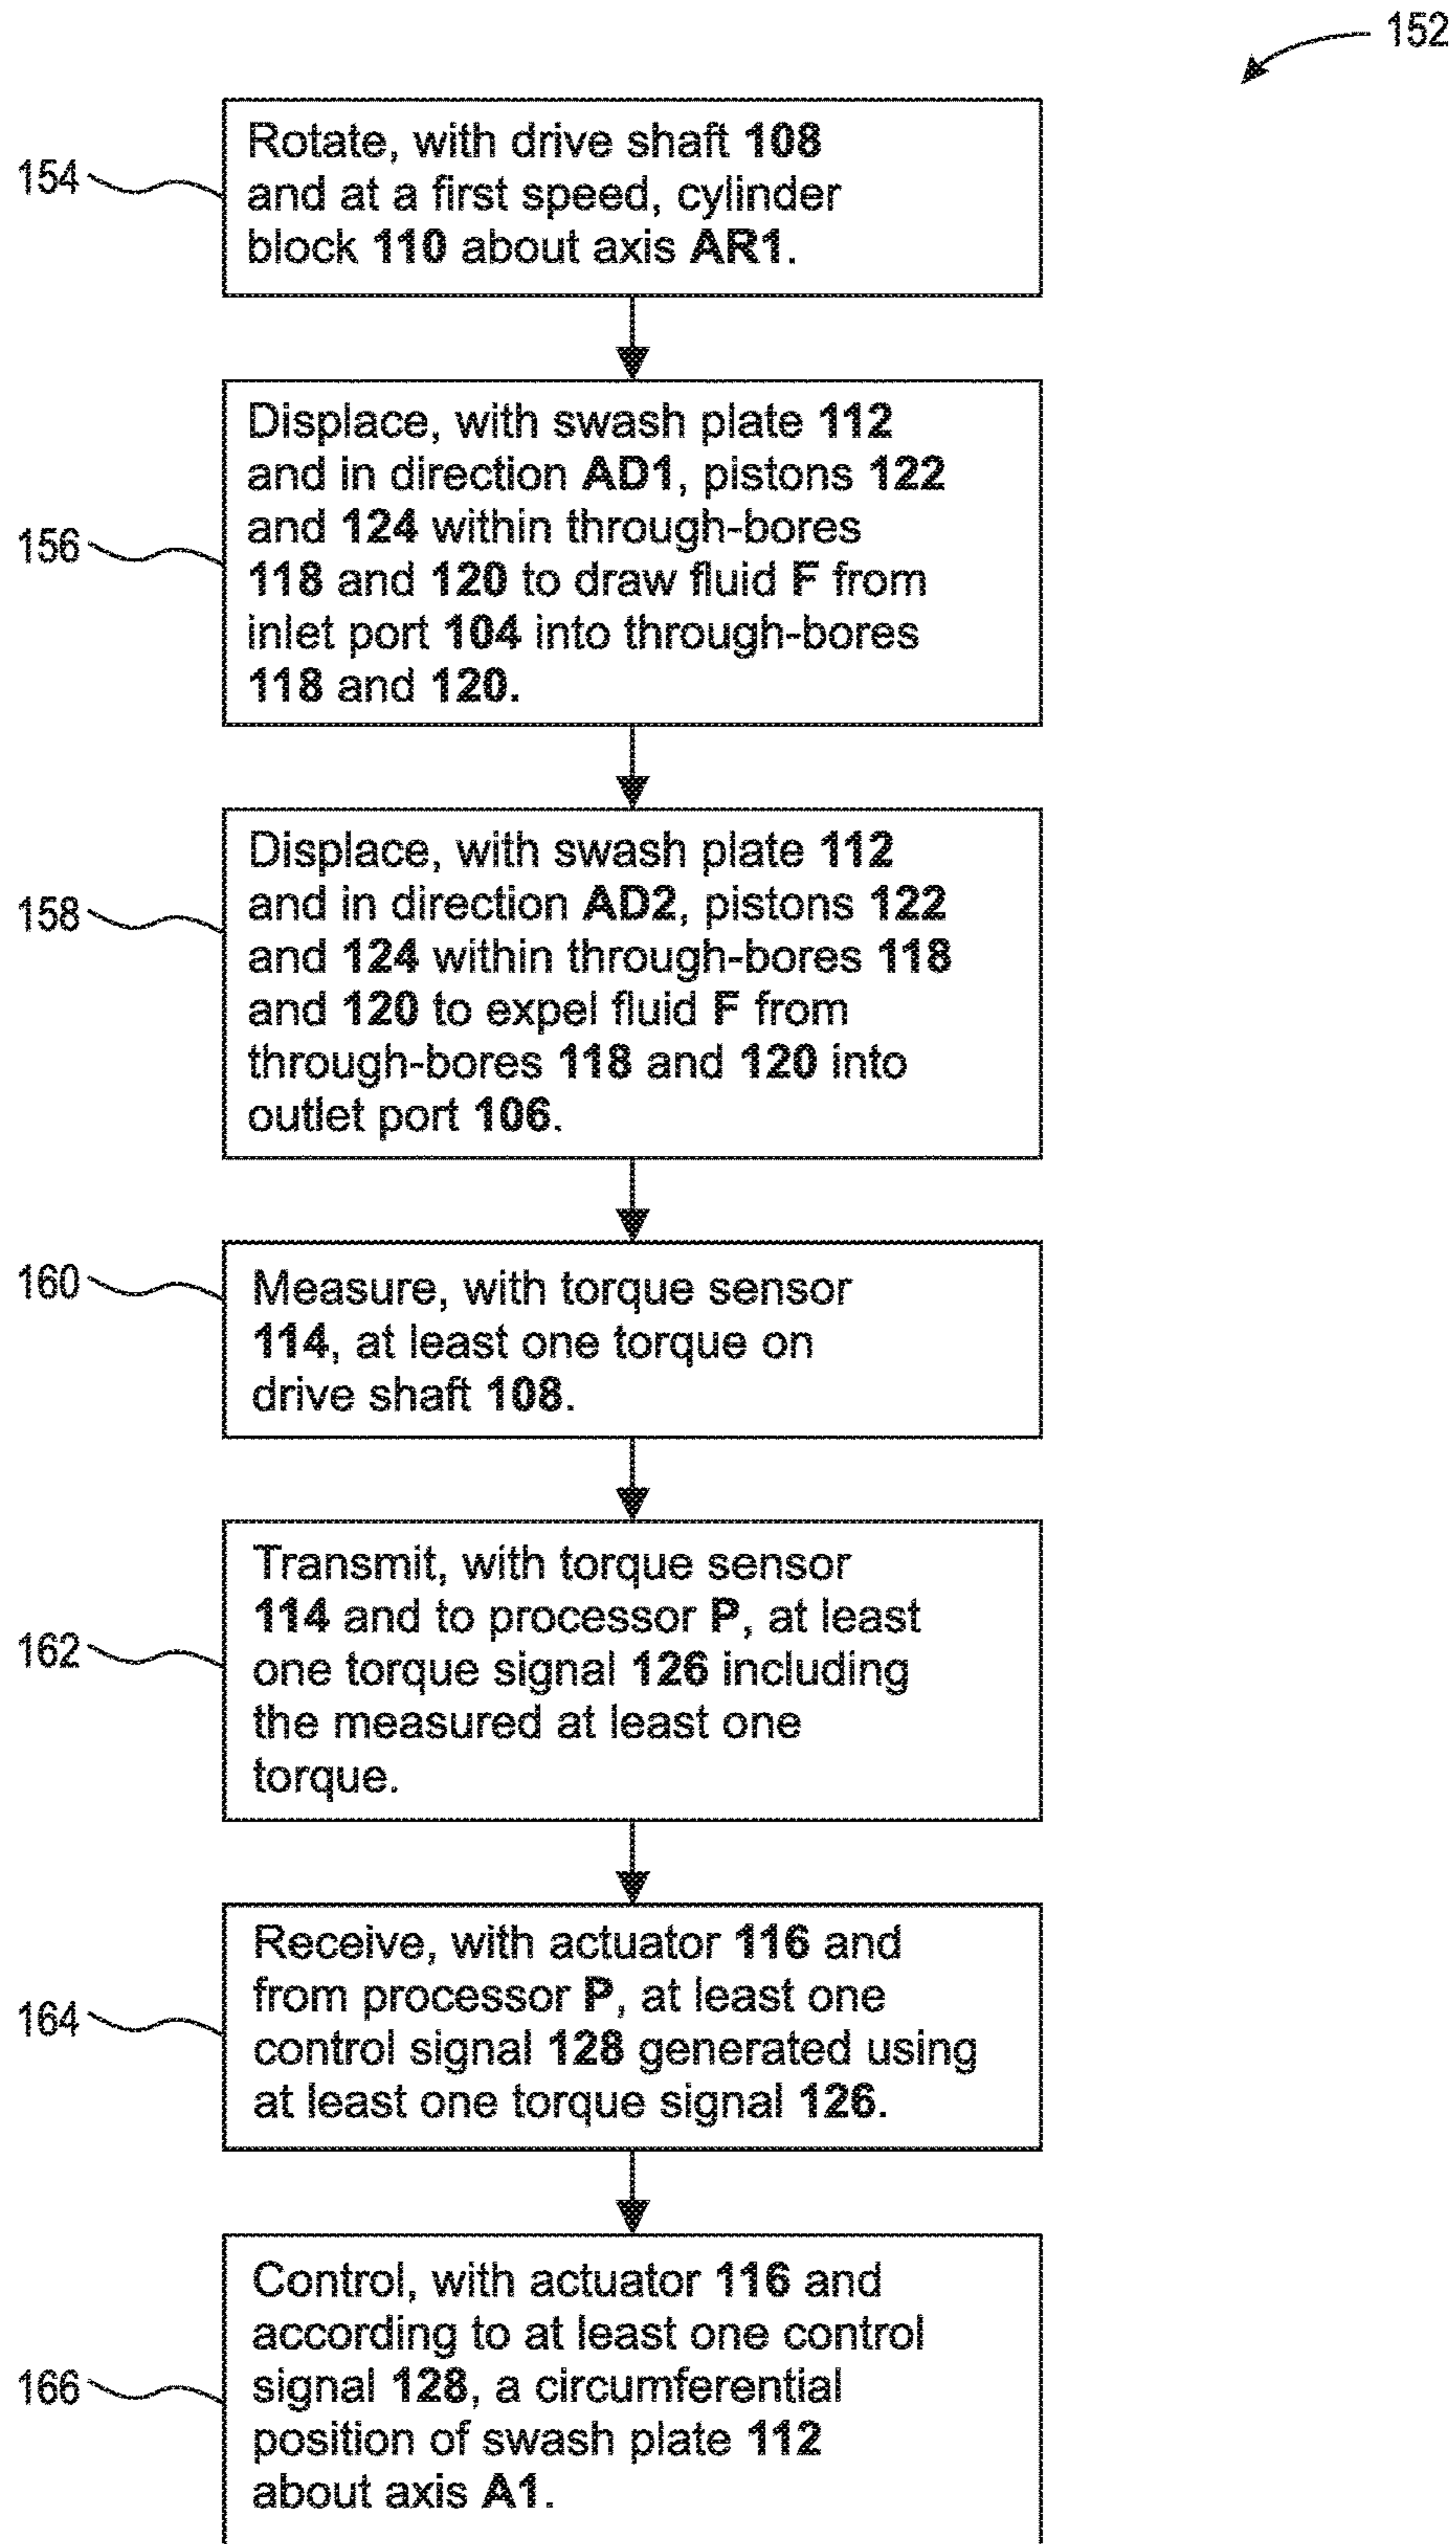 152
154
Rotate, with drive shaft 108
and at a first speed, cylinder
block 110 about axis AR1.
156
Displace, with swash plate 112
and in direction AD1, pistons 122
and 124 within through-bores
118 and 120 to draw fluid F from
inlet port 104 into through-bores
118 and 120.
158
Displace, with swash plate 112
and in direction AD2, pistons 122
and 124 within through-bores 118
and 120 to expel fluid F from
through-bores 118 and 120 into
outlet port 106.
160
Measure, with torque sensor
114, at least one torque on
drive shaft 108.
162
Transmit, with torque sensor
114 and to processor P, at least
one torque signal 126 including
the measured at least one
torque.
164
Receive, with actuator 116 and
from processor P, at least one
control signal 128 generated using
at least one torque signal 126.
166
Control, with actuator 116 and
according to at least one control
signal 128, a circumferential
position of swash plate 112
about axis A1.